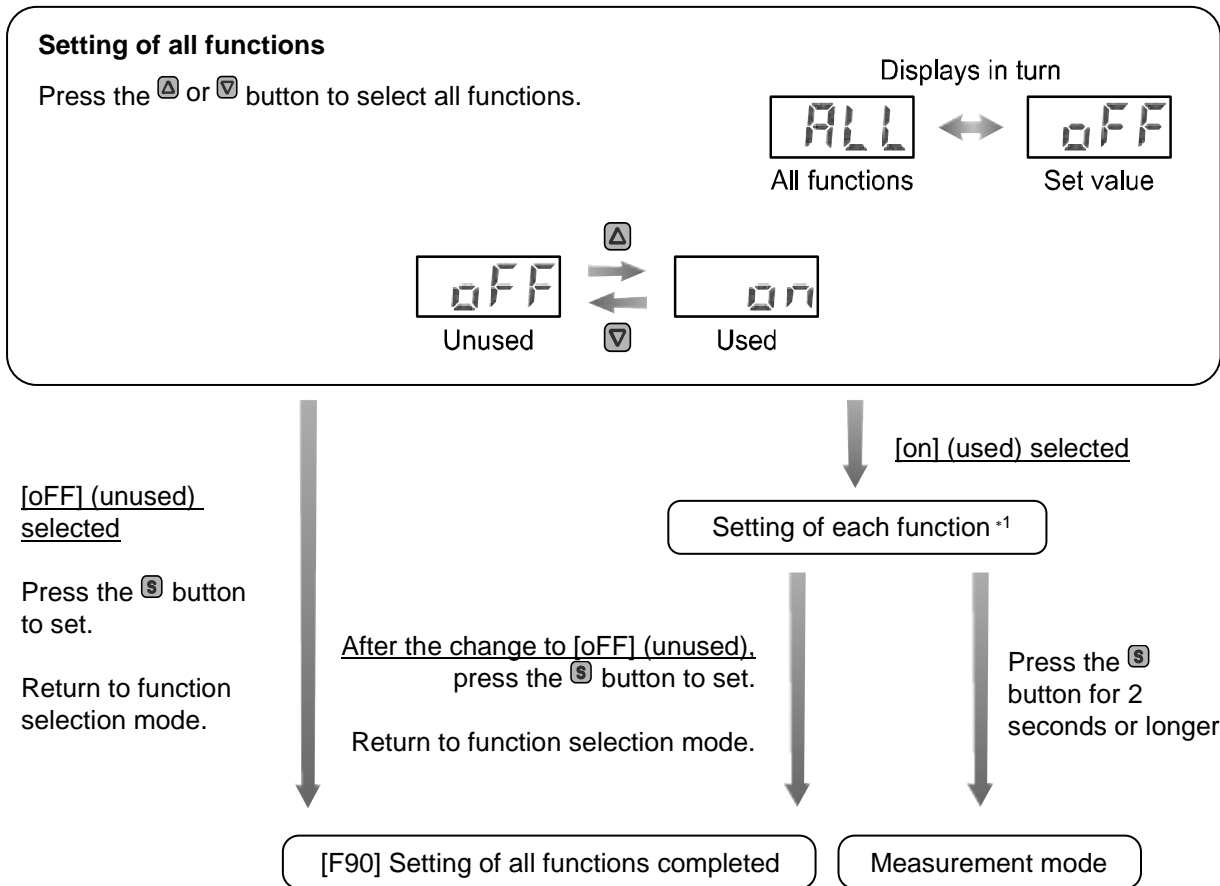 Setting of all functions
Press the △ or ▽ button to select all functions.
Displays in turn
ALL
oFF
All functions
Set value
△
oFF
on
Unused
▽
Used
[on] (used) selected
[oFF] (unused)
selected
Setting of each function *1
Press the S button
to set.
Return to function
selection mode.
After the change to [oFF] (unused),
press the S button to set.
Return to function selection mode.
Press the S
button for 2
seconds or longer
[F90] Setting of all functions completed
Measurement mode